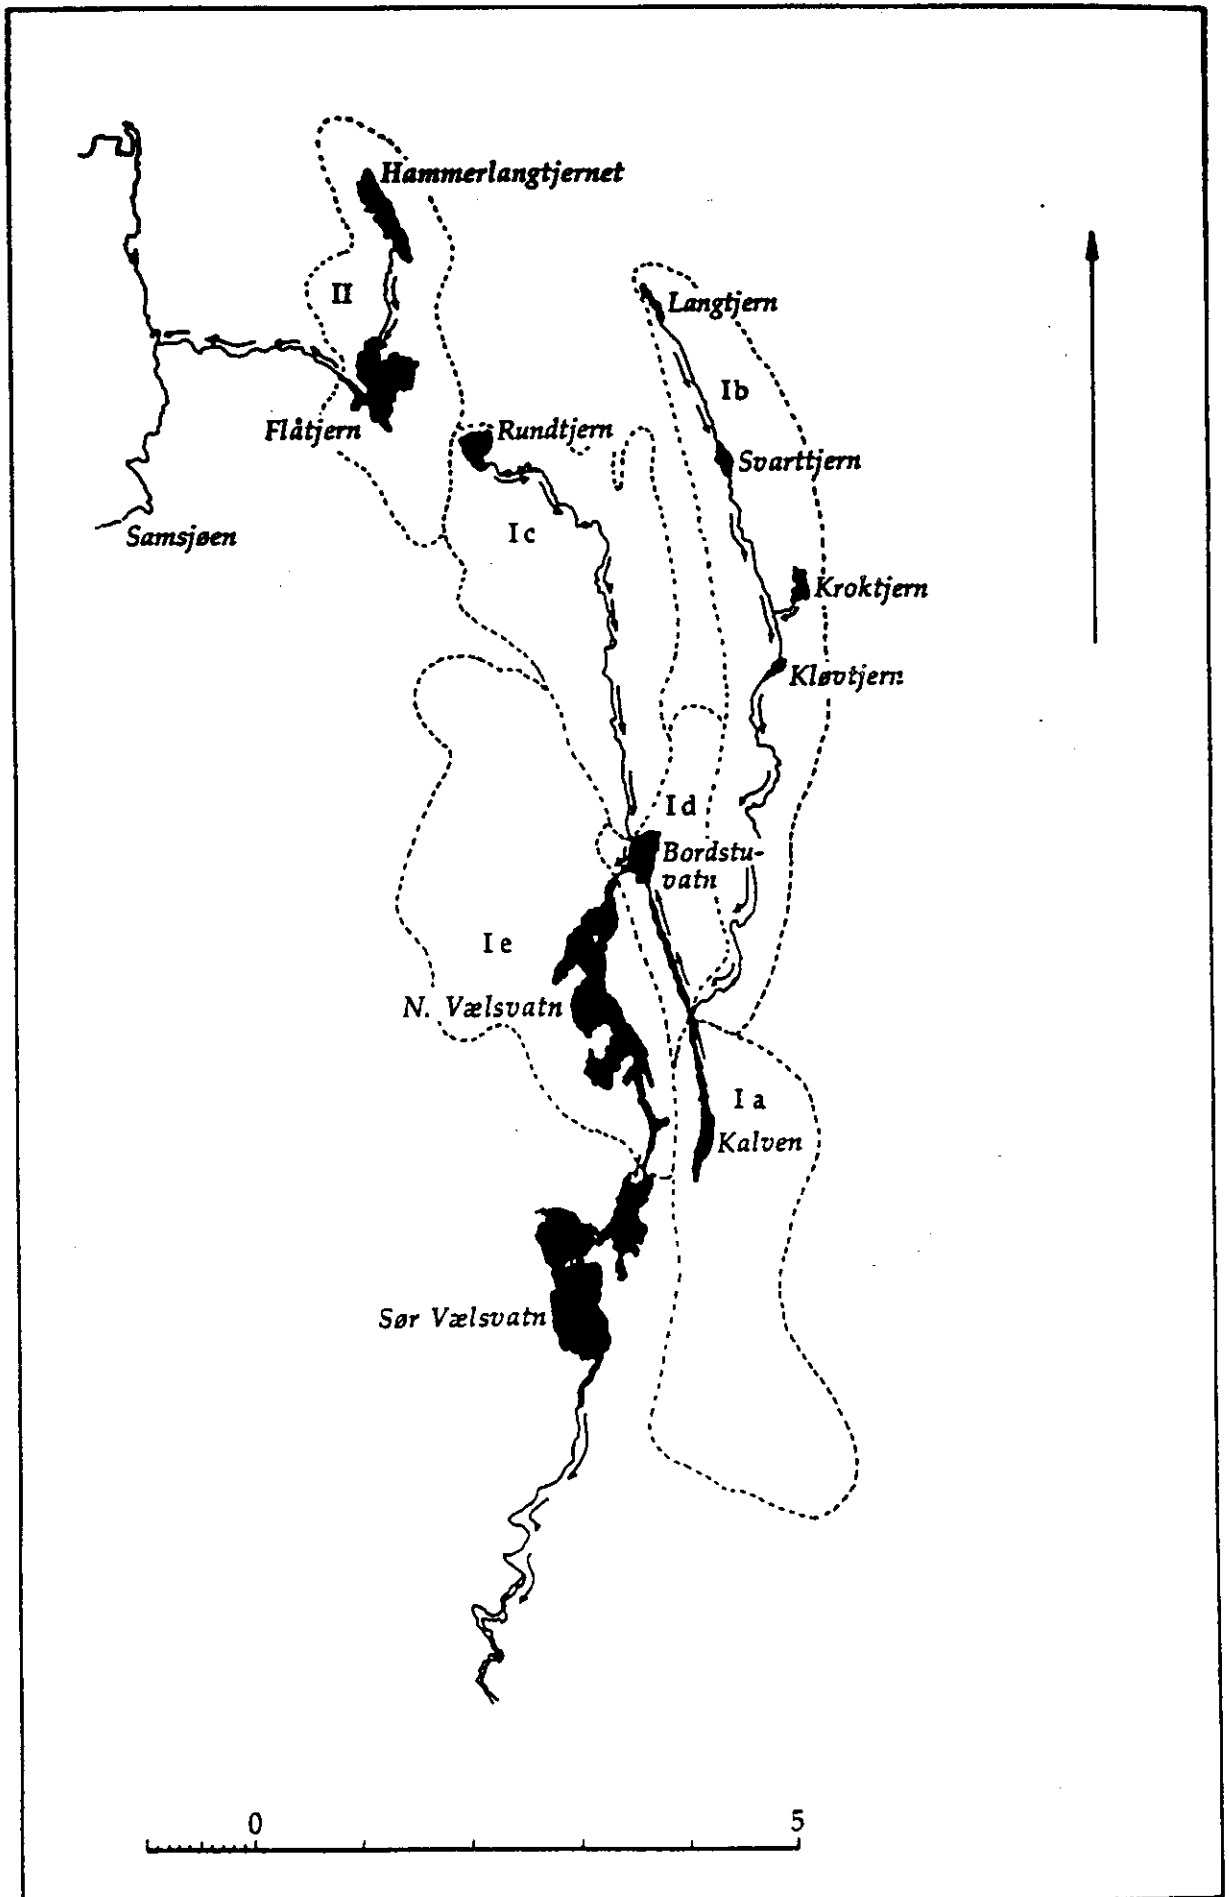 Hammerlangtjernet
II
Langtjern
Ib
Flåtjern
Rundtjern
Svarttjern
Samsjøen
Ic
Kroktjern
Kløvtjern
Id
Bordstu-
vatn
Ie
N. Vælsvatn
Ia
Kalven
Sør Vælsvatn
0 5